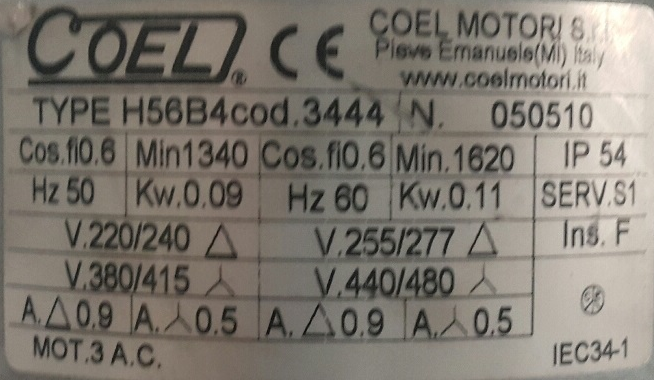 COEL®
CE
COEL MOTORI S.r.l.
Pieve Emanuele(MI) Italy
www.coelmotori.it
TYPE H56B4cod.3444 N. 050510
Cos.fi0.6 Min1340 Cos.fi0.6 Min.1620 IP 54
Hz 50 Kw.0.09 Hz 60 Kw.0.11 SERV.S1
V.220/240 △ V.255/277 △ Ins. F
V.380/415 ⅄ V.440/480 ⅄
A.△0.9 A.⅄0.5 A.△0.9 A.⅄0.5
MOT.3 A.C. IEC34-1